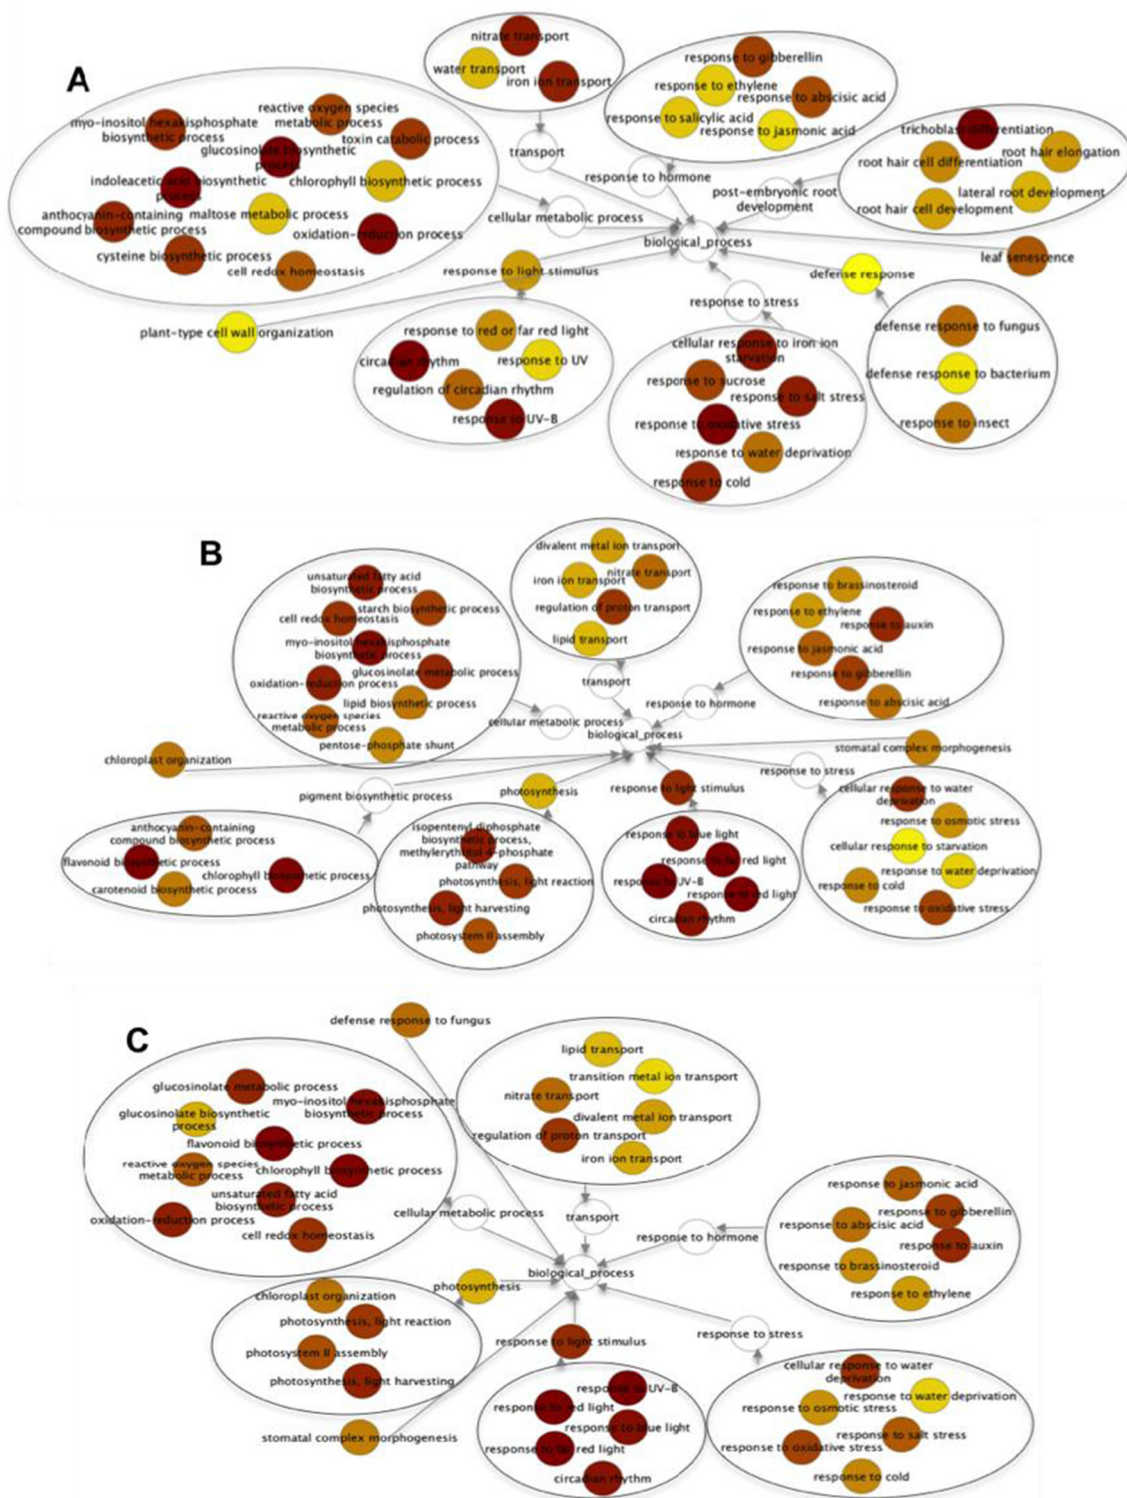 A
nitrate transport
water transport
iron ion transport
transport
response to gibberellin
response to ethylene
response to abscisic acid
response to salicylic acid
response to jasmonic acid
response to hormone
trichoblast differentiation
root hair elongation
root hair cell differentiation
lateral root development
root hair cell development
post-embryonic root
development
reactive oxygen species
metabolic process
myo-inositol hexakisphosphate
biosynthetic process
toxin catabolic process
glucosinolate biosynthetic
process
indoleacetic acid biosynthetic
process
chlorophyll biosynthetic process
anthocyanin-containing
compound biosynthetic process
maltose metabolic process
oxidation-reduction process
cysteine biosynthetic process
cell redox homeostasis
cellular metabolic process
biological_process
leaf senescence
response to light stimulus
defense response
plant-type cell wall organization
response to red or far red light
circadian rhythm
response to UV
regulation of circadian rhythm
response to UV-B
response to stress
cellular response to iron ion
starvation
response to sucrose
response to salt stress
response to oxidative stress
response to water deprivation
response to cold
defense response to fungus
defense response to bacterium
response to insect
B
unsaturated fatty acid
biosynthetic process
starch biosynthetic process
cell redox homeostasis
myo-inositol hexakisphosphate
biosynthetic process
glucosinolate metabolic process
oxidation-reduction process
lipid biosynthetic process
reactive oxygen species
metabolic process
pentose-phosphate shunt
divalent metal ion transport
iron ion transport
nitrate transport
regulation of proton transport
lipid transport
transport
response to brassinosteroid
response to ethylene
response to auxin
response to jasmonic acid
response to gibberellin
response to abscisic acid
response to hormone
cellular metabolic process
biological_process
stomatal complex morphogenesis
chloroplast organization
response to stress
pigment biosynthetic process
photosynthesis
response to light stimulus
anthocyanin-containing
compound biosynthetic process
flavonoid biosynthetic process
chlorophyll biosynthetic process
carotenoid biosynthetic process
isopentenyl diphosphate
biosynthetic process,
methylerythritol 4-phosphate
pathway
photosynthesis, light reaction
photosynthesis, light harvesting
photosystem II assembly
response to blue light
response to far red light
response to UV-B
response to red light
circadian rhythm
cellular response to water
deprivation
response to osmotic stress
cellular response to starvation
response to water deprivation
response to cold
response to oxidative stress
C
defense response to fungus
glucosinolate metabolic process
myo-inositol hexakisphosphate
biosynthetic process
glucosinolate biosynthetic
process
flavonoid biosynthetic process
reactive oxygen species
metabolic process
chlorophyll biosynthetic process
unsaturated fatty acid
biosynthetic process
oxidation-reduction process
cell redox homeostasis
lipid transport
transition metal ion transport
nitrate transport
divalent metal ion transport
regulation of proton transport
iron ion transport
cellular metabolic process
transport
response to hormone
response to jasmonic acid
response to gibberellin
response to abscisic acid
response to auxin
response to brassinosteroid
response to ethylene
biological_process
photosynthesis
chloroplast organization
photosynthesis, light reaction
photosystem II assembly
photosynthesis, light harvesting
response to light stimulus
response to stress
stomatal complex morphogenesis
response to UV-B
response to red light
response to blue light
response to far red light
circadian rhythm
cellular response to water
deprivation
response to water deprivation
response to osmotic stress
response to salt stress
response to oxidative stress
response to cold